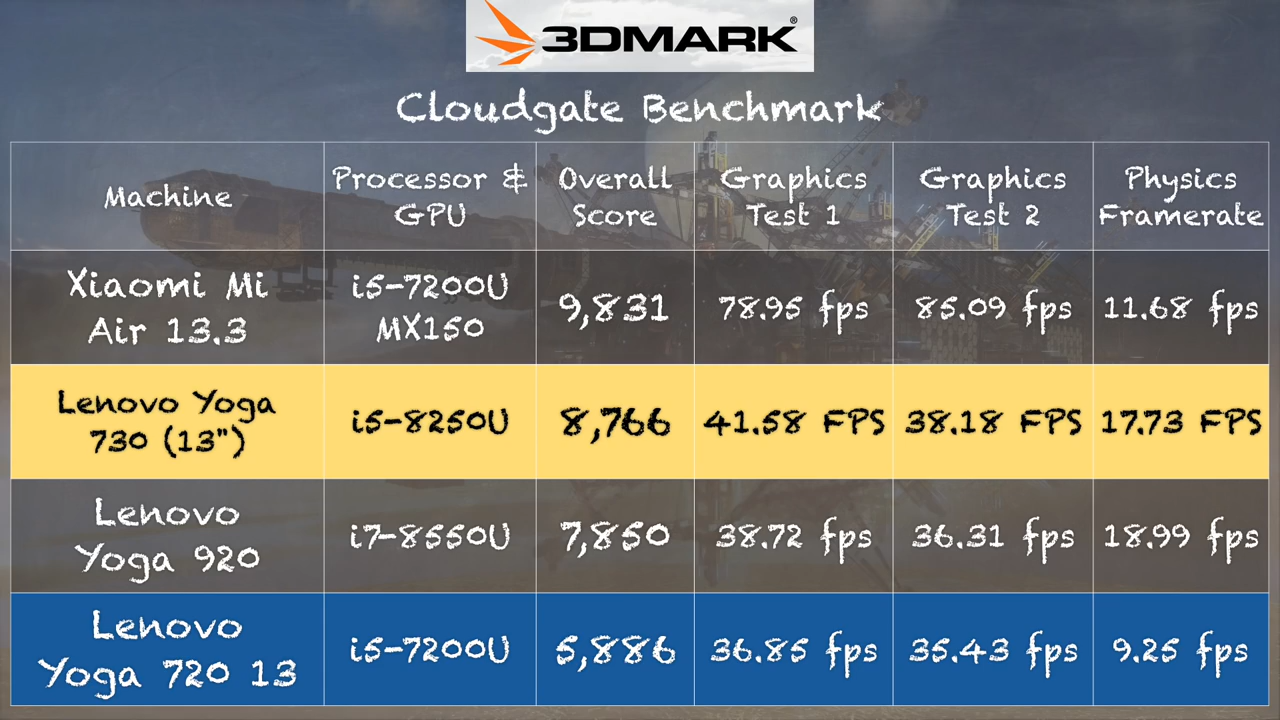 3DMARK®
Cloudgate Benchmark
Machine
Processor &
GPU
Overall
Score
Graphics
Test 1
Graphics
Test 2
Physics
Framerate
Xiaomi Mi
Air 13.3
i5-7200U
MX150
9,831
78.95 fps
85.09 fps
11.68 fps
Lenovo Yoga
730 (13")
i5-8250U
8,766
41.58 FPS
38.18 FPS
17.73 FPS
Lenovo
Yoga 920
i7-8550U
7,850
38.72 fps
36.31 fps
18.99 fps
Lenovo
Yoga 720 13
i5-7200U
5,886
36.85 fps
35.43 fps
9.25 fps